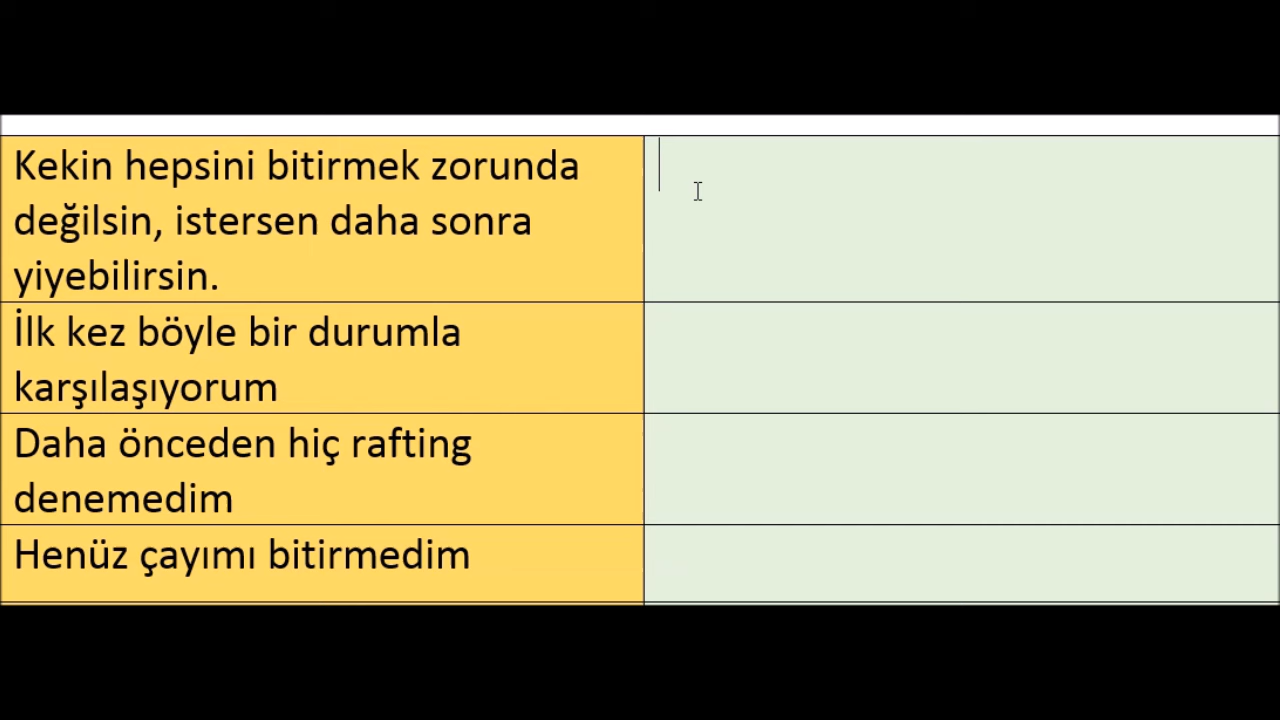 Kekin hepsini bitirmek zorunda
değilsin, istersen daha sonra
yiyebilirsin.
İlk kez böyle bir durumla
karşılaşıyorum
Daha önceden hiç rafting
denemedim
Henüz çayımı bitirmedim